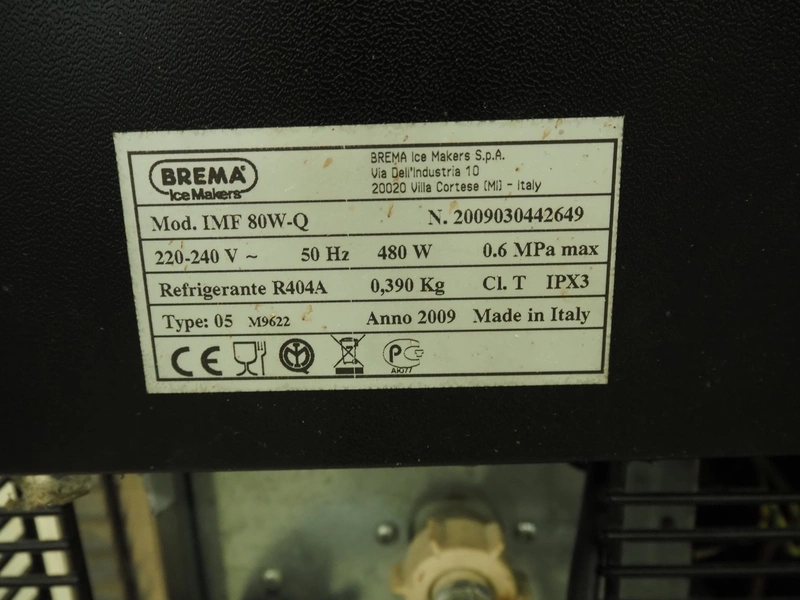 BREMA®
Ice Makers
BREMA Ice Makers S.p.A.
Via Dell'Industria 10
20020 Villa Cortese (MI) - Italy
Mod. IMF 80W-Q N. 2009030442649
220-240 V ~ 50 Hz 480 W 0.6 MPa max
Refrigerante R404A 0,390 Kg Cl. T IPX3
Type: 05 M9622 Anno 2009 Made in Italy
CE